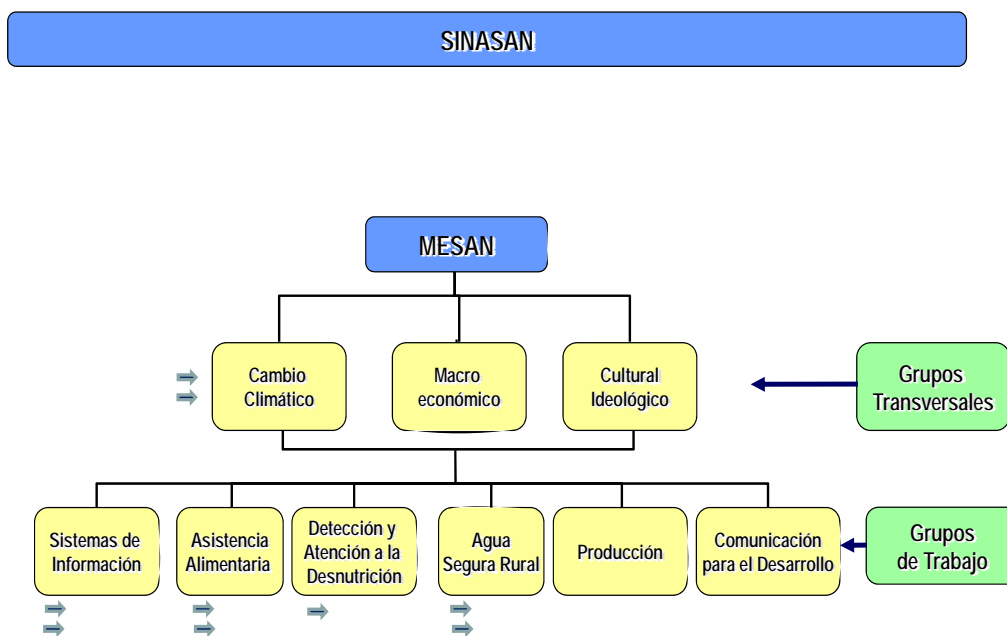 SINASAN
MESAN
Cambio
Climático
Macro
económico
Cultural
Ideológico
Grupos
Transversales
Sistemas de
Información
Asistencia
Alimentaria
Detección y
Atención a la
Desnutrición
Agua
Segura Rural
Producción
Comunicación
para el Desarrollo
Grupos
de Trabajo